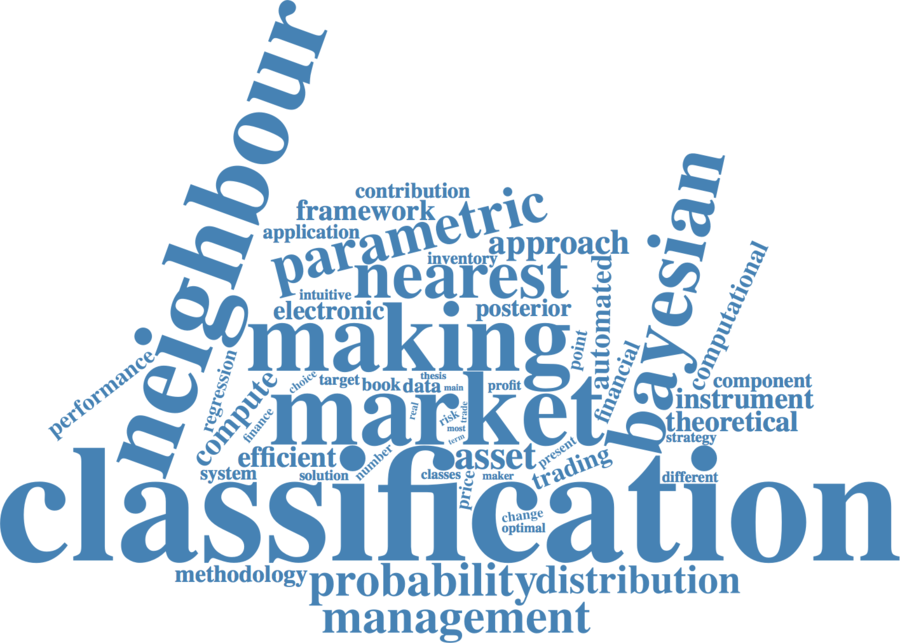 neighbour
contribution
framework
application
parametric
approach
inventory
nearest
intuitive
electronic
posterior
making
bayesian
computational
automated
point
performance
regression
compute
choice
target
book
data
thesis
main
profit
financial
component
instrument
theoretical
strategy
finance
market
real
risk
trade
most
term
efficient
system
solution
number
asset
classes
maker
price
present
trading
different
classification
change
optimal
methodology
probability
distribution
management